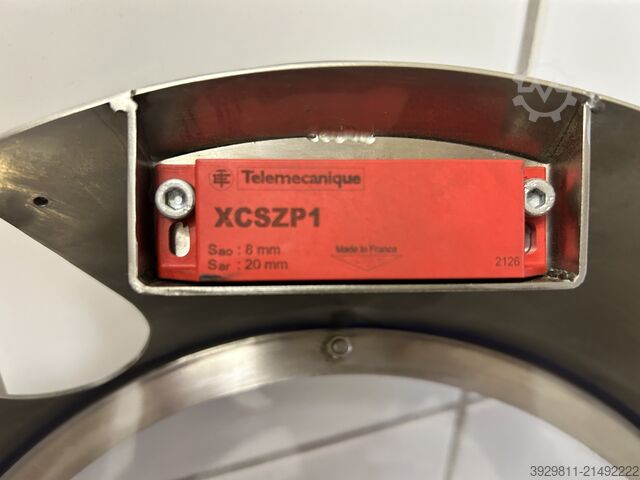 Telemecanique
XCSZP1
Sao : 8 mm
Sar : 20 mm
Made in France
2126
3929811-21492222